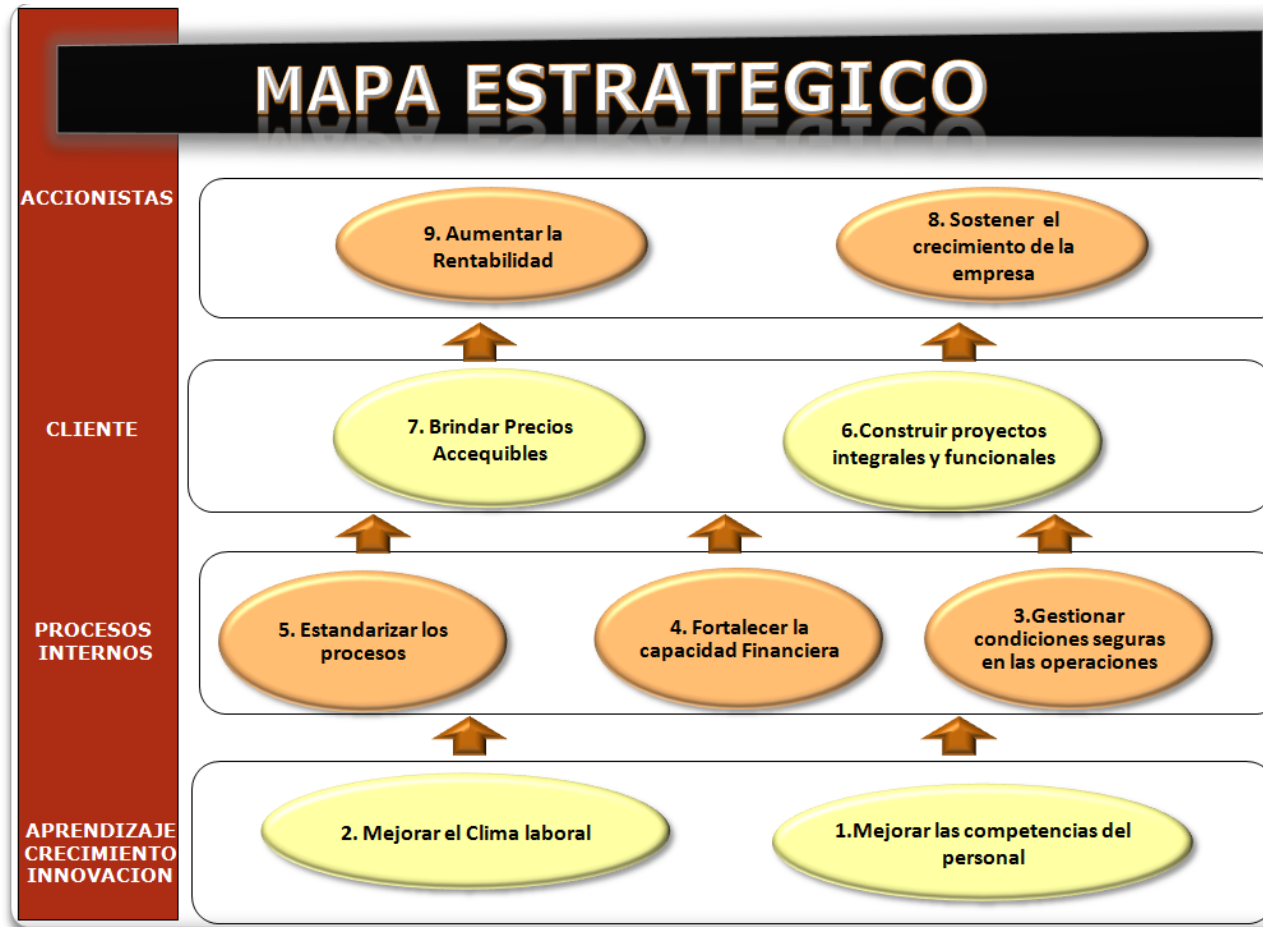 MAPA ESTRATEGICO
ACCIONISTAS
9. Aumentar la
Rentabilidad
8. Sostener el
crecimiento de la
empresa
CLIENTE
7. Brindar Precios
Accequibles
6.Construir proyectos
integrales y funcionales
PROCESOS
INTERNOS
5. Estandarizar los
procesos
4. Fortalecer la
capacidad Financiera
3.Gestionar
condiciones seguras
en las operaciones
APRENDIZAJE
CRECIMIENTO
INNOVACION
2. Mejorar el Clima laboral
1.Mejorar las competencias del
personal